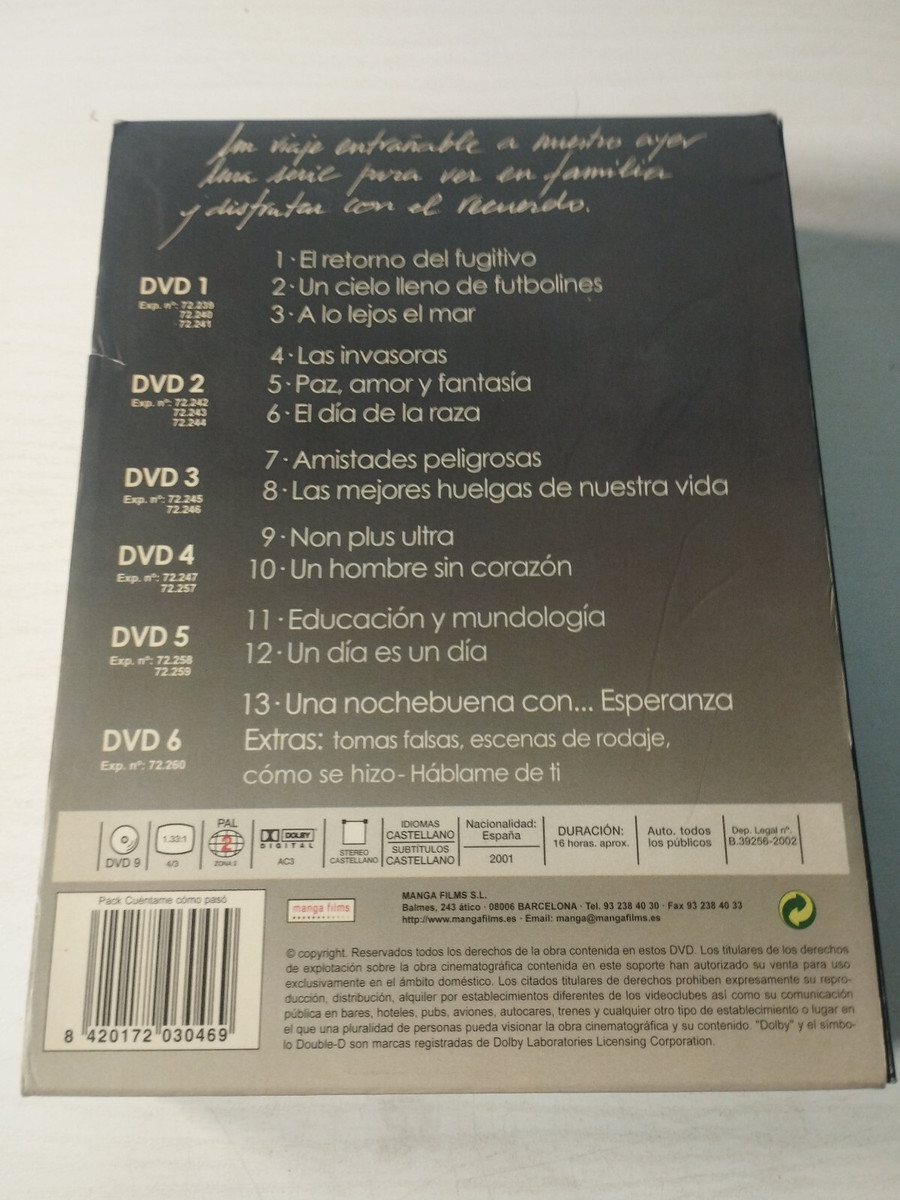 Un viaje entrañable a nuestro ayer
Una serie para ver en familia
y disfrutar con el recuerdo.
DVD 1
Exp. nº: 72.239
72.240
72.241
1 · El retorno del fugitivo
2 · Un cielo lleno de futbolines
3 · A lo lejos el mar
DVD 2
Exp. nº: 72.242
72.243
72.244
4 · Las invasoras
5 · Paz, amor y fantasía
6 · El día de la raza
DVD 3
Exp. nº: 72.245
72.246
7 · Amistades peligrosas
8 · Las mejores huelgas de nuestra vida
DVD 4
Exp. nº: 72.247
72.257
9 · Non plus ultra
10 · Un hombre sin corazón
DVD 5
Exp. nº: 72.258
72.259
11 · Educación y mundología
12 · Un día es un día
DVD 6
Exp. nº: 72.260
13 · Una nochebuena con... Esperanza
Extras: tomas falsas, escenas de rodaje,
cómo se hizo - Háblame de ti
DVD 9
1.33:1
4/3
PAL
2
ZONA 2
DOLBY
DIGITAL
AC3
STEREO
CASTELLANO
IDIOMAS
CASTELLANO
SUBTÍTULOS
CASTELLANO
Nacionalidad:
España
2001
DURACIÓN:
16 horas. aprox.
Auto. todos
los públicos
Dep. Legal nº.
B.39256-2002
Pack Cuéntame cómo pasó
8 420172 030469
manga films
MANGA FILMS S.L.
Balmes, 243 ático · 08006 BARCELONA · Tel. 93 238 40 30 · Fax 93 238 40 33
http://www.mangafilms.es · Email: manga@mangafilms.es
© copyright. Reservados todos los derechos de la obra contenida en estos DVD. Los titulares de los derechos
de explotación sobre la obra cinematográfica contenida en este soporte han autorizado su venta para uso
exclusivamente en el ámbito doméstico. Los citados titulares de derechos prohiben expresamente su repro-
ducción, distribución, alquiler por establecimientos diferentes de los videoclubes así como su comunicación
pública en bares, hoteles, pubs, aviones, autocares, trenes y cualquier otro tipo de establecimiento o lugar en
el que una pluralidad de personas pueda visionar la obra cinematográfica y su contenido. "Dolby" y el símbo-
lo Double-D son marcas registradas de Dolby Laboratories Licensing Corporation.